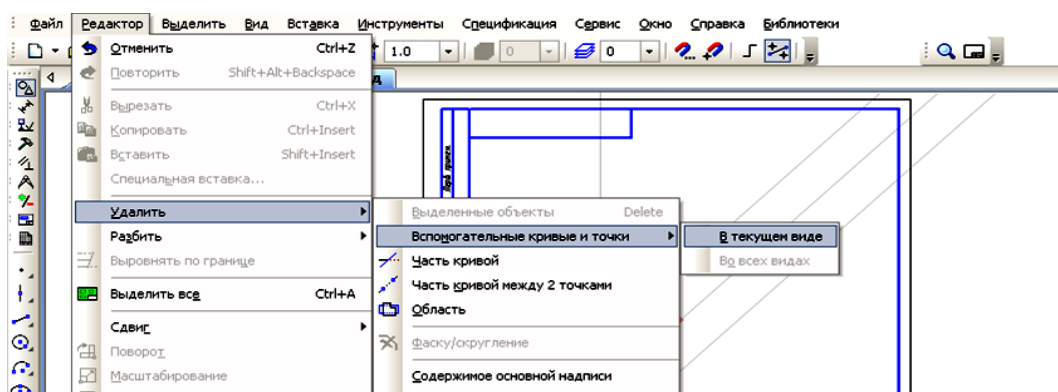 Файл Редактор Выделить Вид Вставка Инструменты Спецификация Сервис Окно Справка Библиотеки
1.0 0 0
Отменить Ctrl+Z
Повторить Shift+Alt+Backspace
Вырезать Ctrl+X
Копировать Ctrl+Insert
Вставить Shift+Insert
Специальная вставка...
Удалить
Разбить
Выровнять по границе
Выделить все Ctrl+A
Сдвиг
Поворот
Масштабирование
Выделенные объекты Delete
Вспомогательные кривые и точки
Часть кривой
Часть кривой между 2 точками
Область
Фаску/скругление
Содержимое основной надписи
В текущем виде
Во всех видах